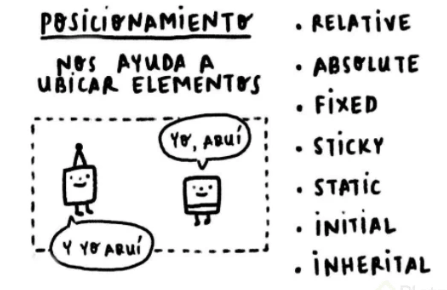 POSICIONAMIENTO
NOS AYUDA A
UBICAR ELEMENTOS
YO, AQUÍ
Y YO AQUÍ
• RELATIVE
• ABSOLUTE
• FIXED
• STICKY
• STATIC
• INITIAL
• INHERITAL